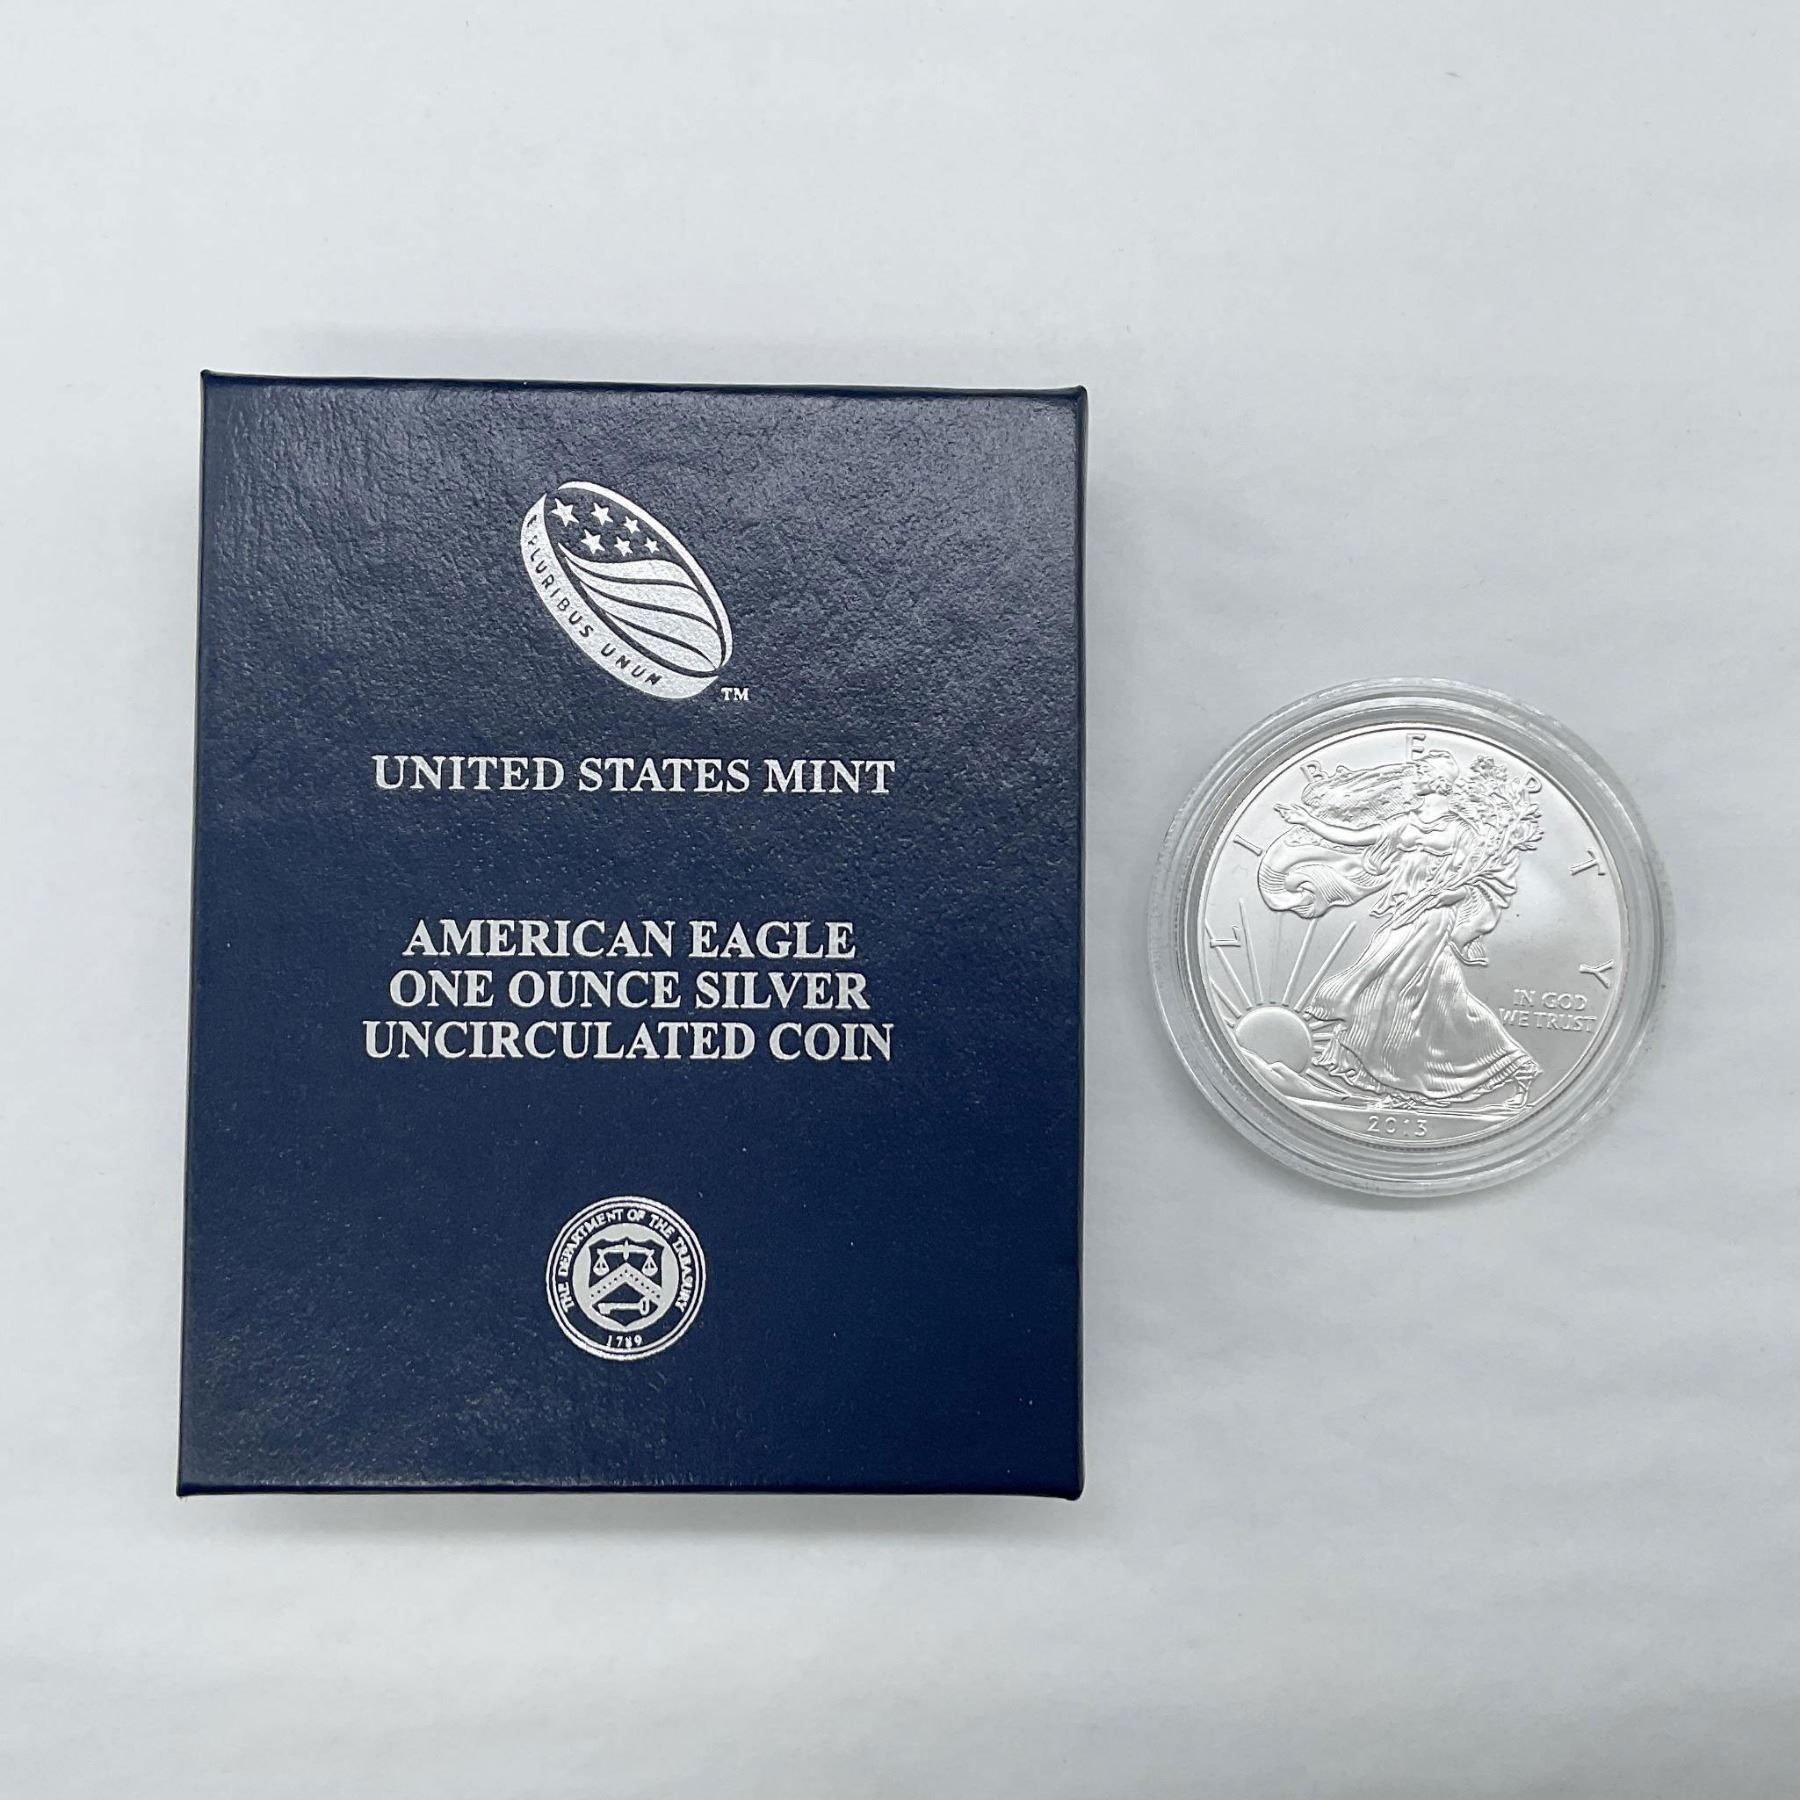 E PLURIBUS UNUM
TM
UNITED STATES MINT
AMERICAN EAGLE
ONE OUNCE SILVER
UNCIRCULATED COIN
THE DEPARTMENT OF THE TREASURY
1789
LIBERTY
IN GOD
WE TRUST
2013